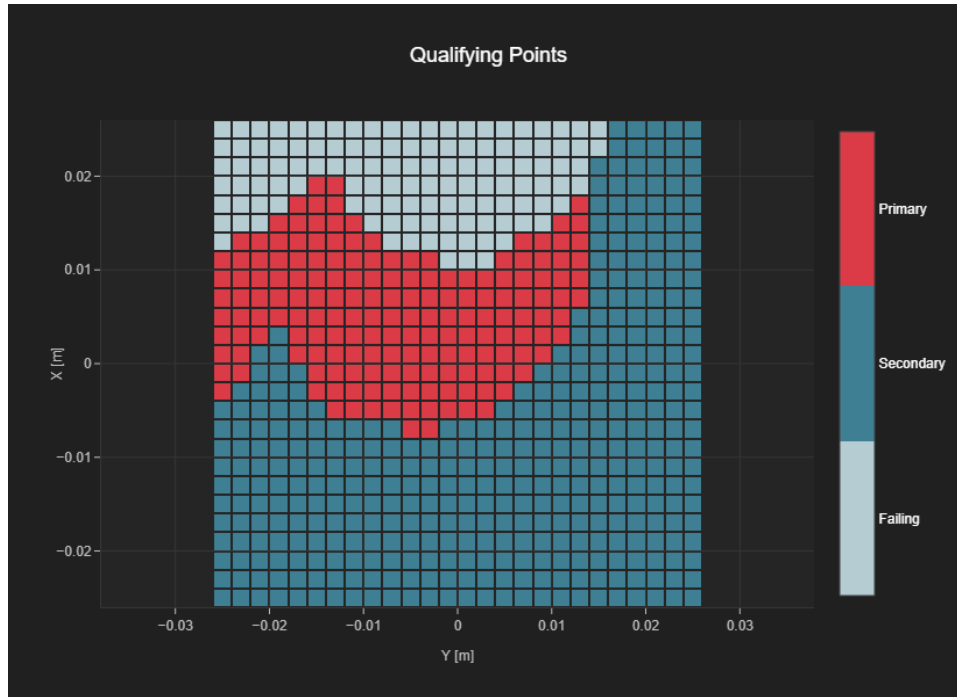 Qualifying Points
0.02
0.01
0
−0.01
−0.02
X [m]
−0.03
−0.02
−0.01
0
0.01
0.02
0.03
Y [m]
Primary
Secondary
Failing